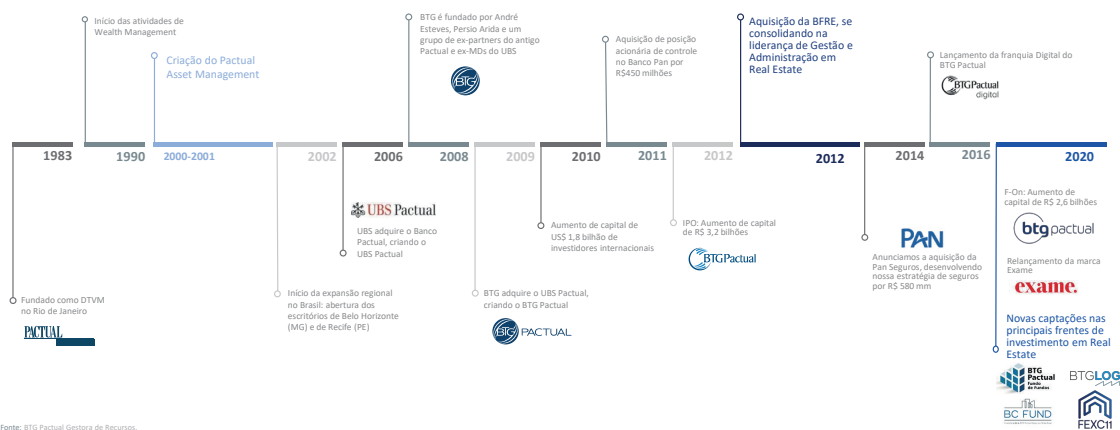 Início das atividades de
Wealth Management
Criação do Pactual
Asset Management
BTG é fundado por André
Esteves, Persio Arida e um
grupo de ex-partners do antigo
Pactual e ex-MDs do UBS
BTG
Aquisição de posição
acionária de controle
no Banco Pan por
R$450 milhões
Aquisição da BFRE, se
consolidando na
liderança de Gestão e
Administração em
Real Estate
Lançamento da franquia Digital do
BTG Pactual
BTGPactual
digital
1983
1990
2000-2001
2002
2006
2008
2009
2010
2011
2012
2012
2014
2016
2020
Fundado como DTVM
no Rio de Janeiro
PACTUAL
Início da expansão regional
no Brasil: abertura dos
escritórios de Belo Horizonte
(MG) e de Recife (PE)
UBS Pactual
UBS adquire o Banco
Pactual, criando o
UBS Pactual
BTG adquire o UBS Pactual,
criando o BTG Pactual
BTG PACTUAL
Aumento de capital de
US$ 1,8 bilhão de
investidores internacionais
IPO: Aumento de capital
de R$ 3,2 bilhões
BTGPactual
PAN
Anunciamos a aquisição da
Pan Seguros, desenvolvendo
nossa estratégia de seguros
por R$ 580 mm
F-On: Aumento de
capital de R$ 2,6 bilhões
btg pactual
Relançamento da marca
Exame
exame.
Novas captações nas
principais frentes de
investimento em Real
Estate
BTG
Pactual
Fundo
de Fundos
BTGLOG
BC FUND
FEXC11
Fonte: BTG Pactual Gestora de Recursos.